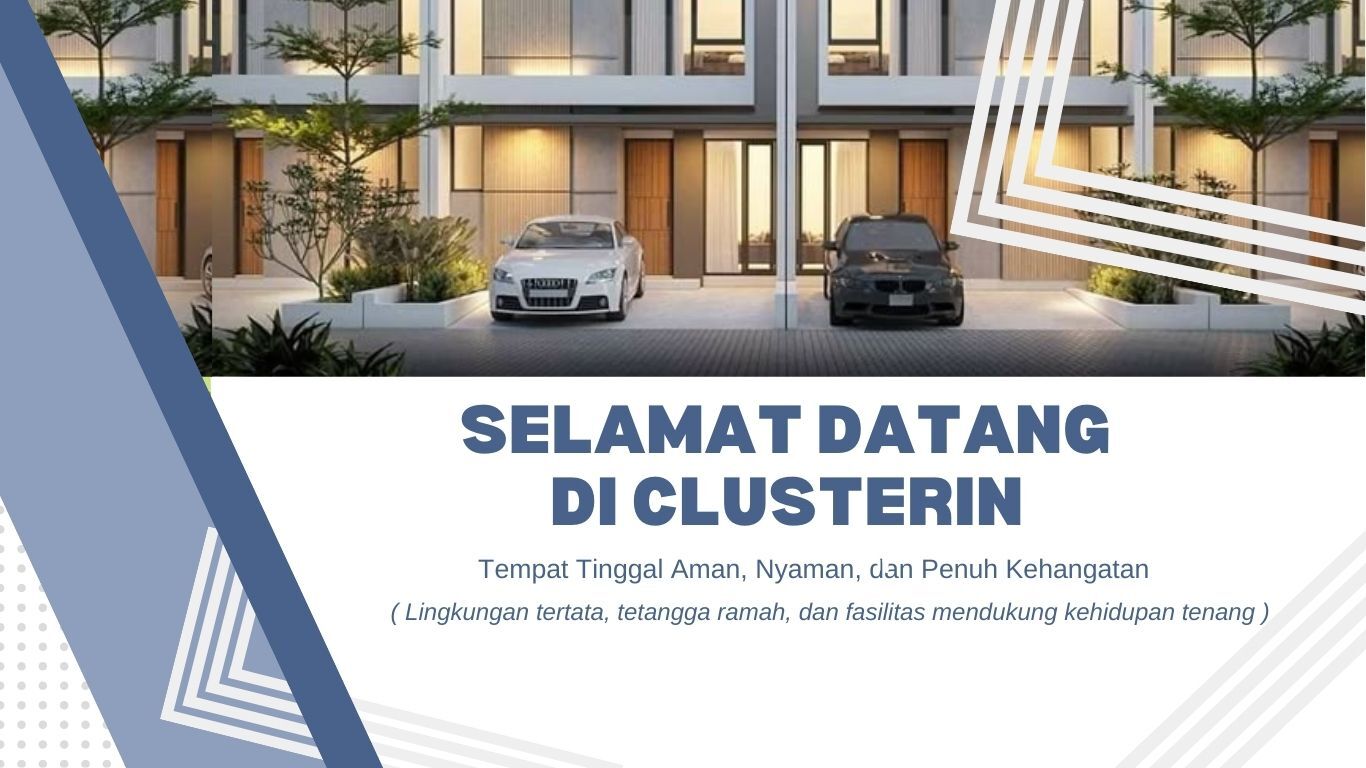 SELAMAT DATANG
DI CLUSTERIN
Tempat Tinggal Aman, Nyaman, dan Penuh Kehangatan
( Lingkungan tertata, tetangga ramah, dan fasilitas mendukung kehidupan tenang )